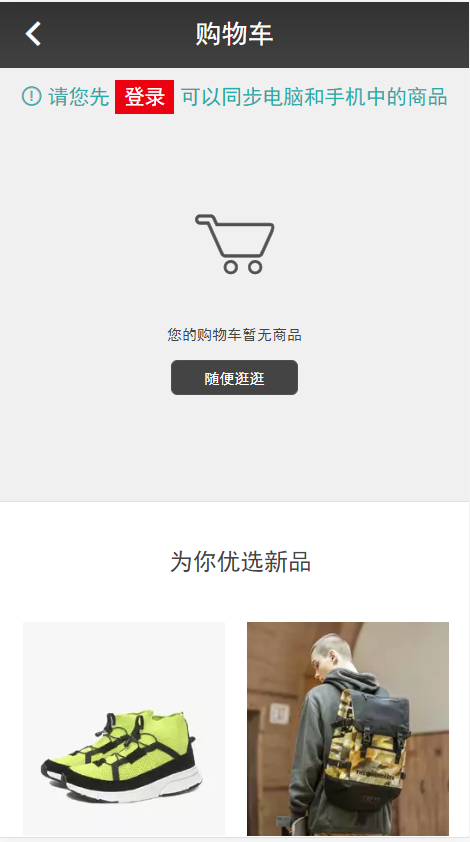 购物车
请您先 登录 可以同步电脑和手机中的商品
您的购物车暂无商品
随便逛逛
为你优选新品